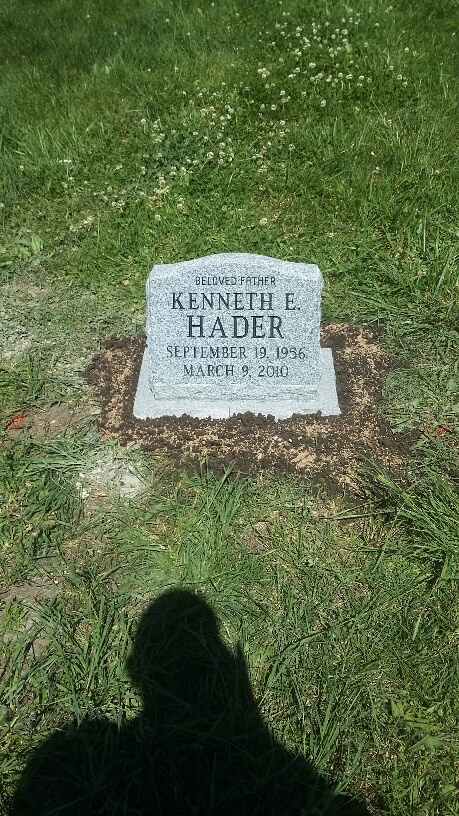 BELOVED FATHER
KENNETH E.
HADER
SEPTEMBER 19, 1956
MARCH 9, 2010